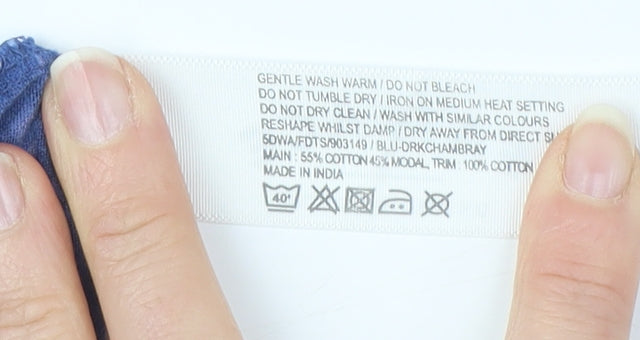 GENTLE WASH WARM / DO NOT BLEACH
DO NOT TUMBLE DRY / IRON ON MEDIUM HEAT SETTING
DO NOT DRY CLEAN / WASH WITH SIMILAR COLOURS
RESHAPE WHILST DAMP / DRY AWAY FROM DIRECT
5DWA/FDTS/903149 / BLU-DRKCHAMBRAY
MAIN : 55% COTTON 45% MODAL, TRIM : 100% COTTON
MADE IN INDIA
40°